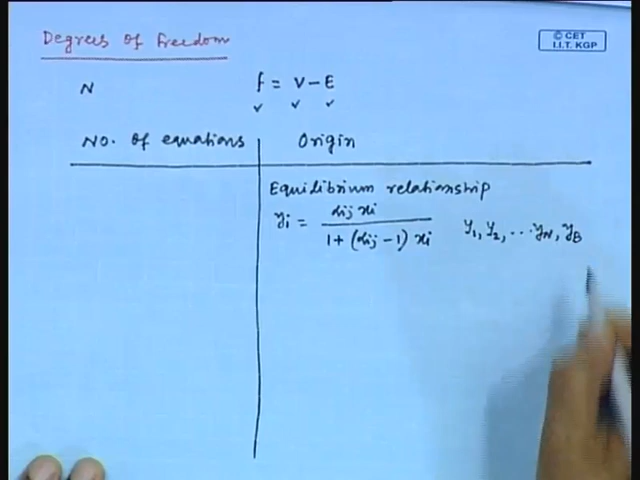 Degrees of freedom
© CET
I.I.T. KGP
N f = V - E
No. of equations Origin
Equilibrium relationship
yi = αij xi / 1 + (αij - 1) xi y1, y2, ... yN, yB